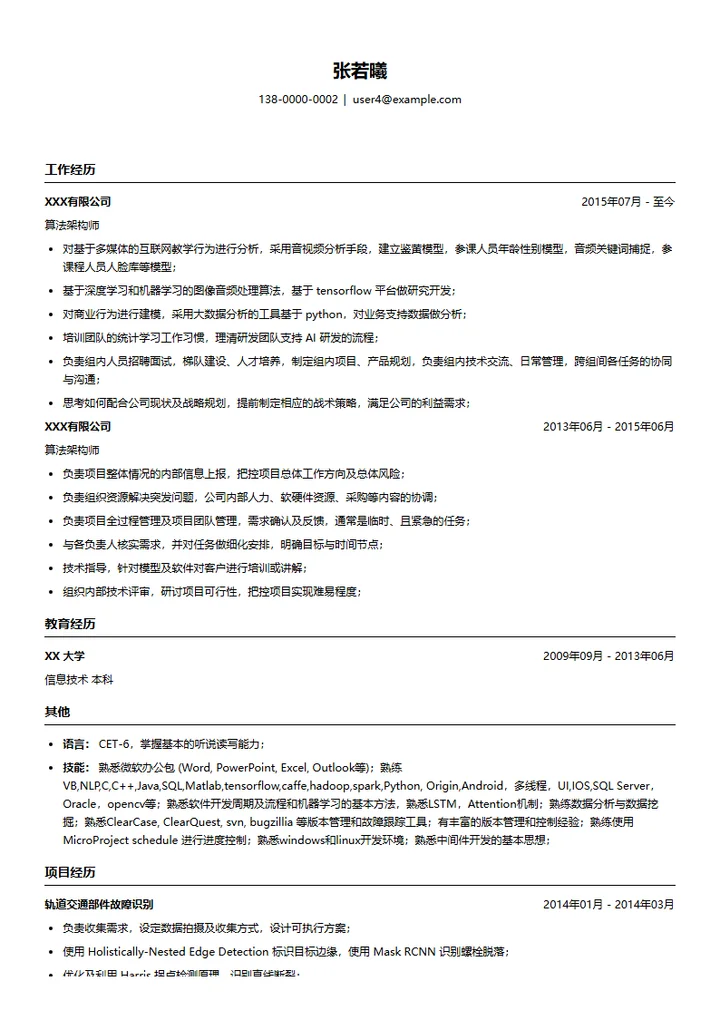 张若曦
138-0000-0002 | user4@example.com
工作经历
XXX有限公司 2015年07月 - 至今
算法架构师
• 对基于多媒体的互联网教学行为进行分析，采用音视频分析手段，建立鉴黄模型，参课人员年龄性别模型，音频关键词捕捉，参
课程人员人脸库等模型；
• 基于深度学习和机器学习的图像音频处理算法，基于 tensorflow 平台做研究开发；
• 对商业行为进行建模，采用大数据分析的工具基于 python，对业务支持数据做分析；
• 培训团队的统计学习工作习惯，理清研发团队支持 AI 研发的流程；
• 负责组内人员招聘面试，梯队建设、人才培养，制定组内项目、产品规划，负责组内技术交流、日常管理，跨组间各任务的协同
与沟通；
• 思考如何配合公司现状及战略规划，提前制定相应的战术策略，满足公司的利益需求；
XXX有限公司 2013年06月 - 2015年06月
算法架构师
• 负责项目整体情况的内部信息上报，把控项目总体工作方向及总体风险；
• 负责组织资源解决突发问题，公司内部人力、软硬件资源、采购等内容的协调；
• 负责项目全过程管理及项目团队管理，需求确认及反馈，通常是临时、且紧急的任务；
• 与各负责人核实需求，并对任务做细化安排，明确目标与时间节点；
• 技术指导，针对模型及软件对客户进行培训或讲解；
• 组织内部技术评审，研讨项目可行性，把控项目实现难易程度；
教育经历
XX 大学 2009年09月 - 2013年06月
信息技术 本科
其他
• 语言： CET-6，掌握基本的听说读写能力；
• 技能： 熟悉微软办公包 (Word, PowerPoint, Excel, Outlook等)；熟练
VB,NLP,C,C++,Java,SQL,Matlab,tensorflow,caffe,hadoop,spark,Python, Origin,Android，多线程，UI,IOS,SQL Server，
Oracle，opencv等；熟悉软件开发周期及流程和机器学习的基本方法，熟悉LSTM，Attention机制；熟练数据分析与数据挖
掘；熟悉ClearCase, ClearQuest, svn, bugzillia 等版本管理和故障跟踪工具；有丰富的版本管理和控制经验；熟练使用
MicroProject schedule 进行进度控制；熟悉windows和linux开发环境；熟悉中间件开发的基本思想；
项目经历
轨道交通部件故障识别 2014年01月 - 2014年03月
• 负责收集需求，设定数据拍摄及收集方式，设计可执行方案；
• 使用 Holistically-Nested Edge Detection 标识目标边缘，使用 Mask RCNN 识别螺栓脱落；
• 优化及利用 Harris 拐点检测原理，识别直线断裂；